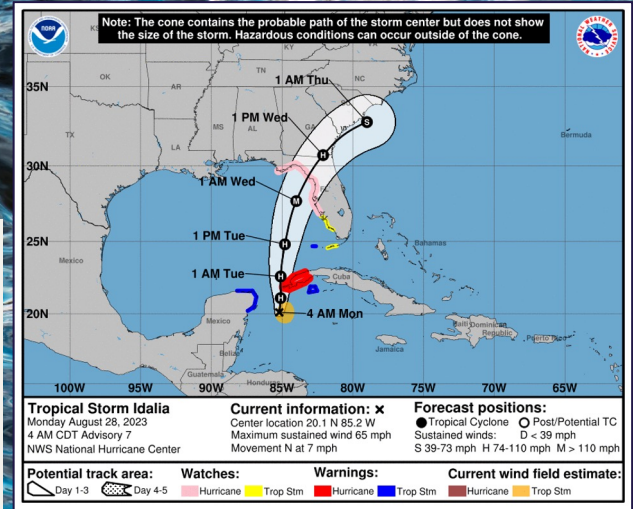 Note: The cone contains the probable path of the storm center but does not show
the size of the storm. Hazardous conditions can occur outside of the cone.
NOAA
KY
OK
TN
NC
AR
1 AM Thu
35N
1 PM Wed
MS
AL
GA
TX
LA
Bermuda
30N
1 AM Wed
FL
1 PM Tue
25N
Mexico
Bahamas
1 AM Tue
Cuba
4 AM Mon
20N
Mexico
Haiti
Dominican
Republic
Puerto Rico
Jamaica
Belize
Guatemala
Honduras
100W
95W
90W
85W
80W
75W
70W
65W
S
H
M
H
H
H
Tropical Storm Idalia
Monday August 28, 2023
4 AM CDT Advisory 7
NWS National Hurricane Center
Current information: ×
Center location 20.1 N 85.2 W
Maximum sustained wind 65 mph
Movement N at 7 mph
Forecast positions:
Tropical Cyclone Post/Potential TC
Sustained winds: D < 39 mph
S 39-73 mph H 74-110 mph M > 110 mph
Potential track area:
Day 1-3 Day 4-5
Watches:
Hurricane Trop Stm
Warnings:
Hurricane Trop Stm
Current wind field estimate:
Hurricane Trop Stm